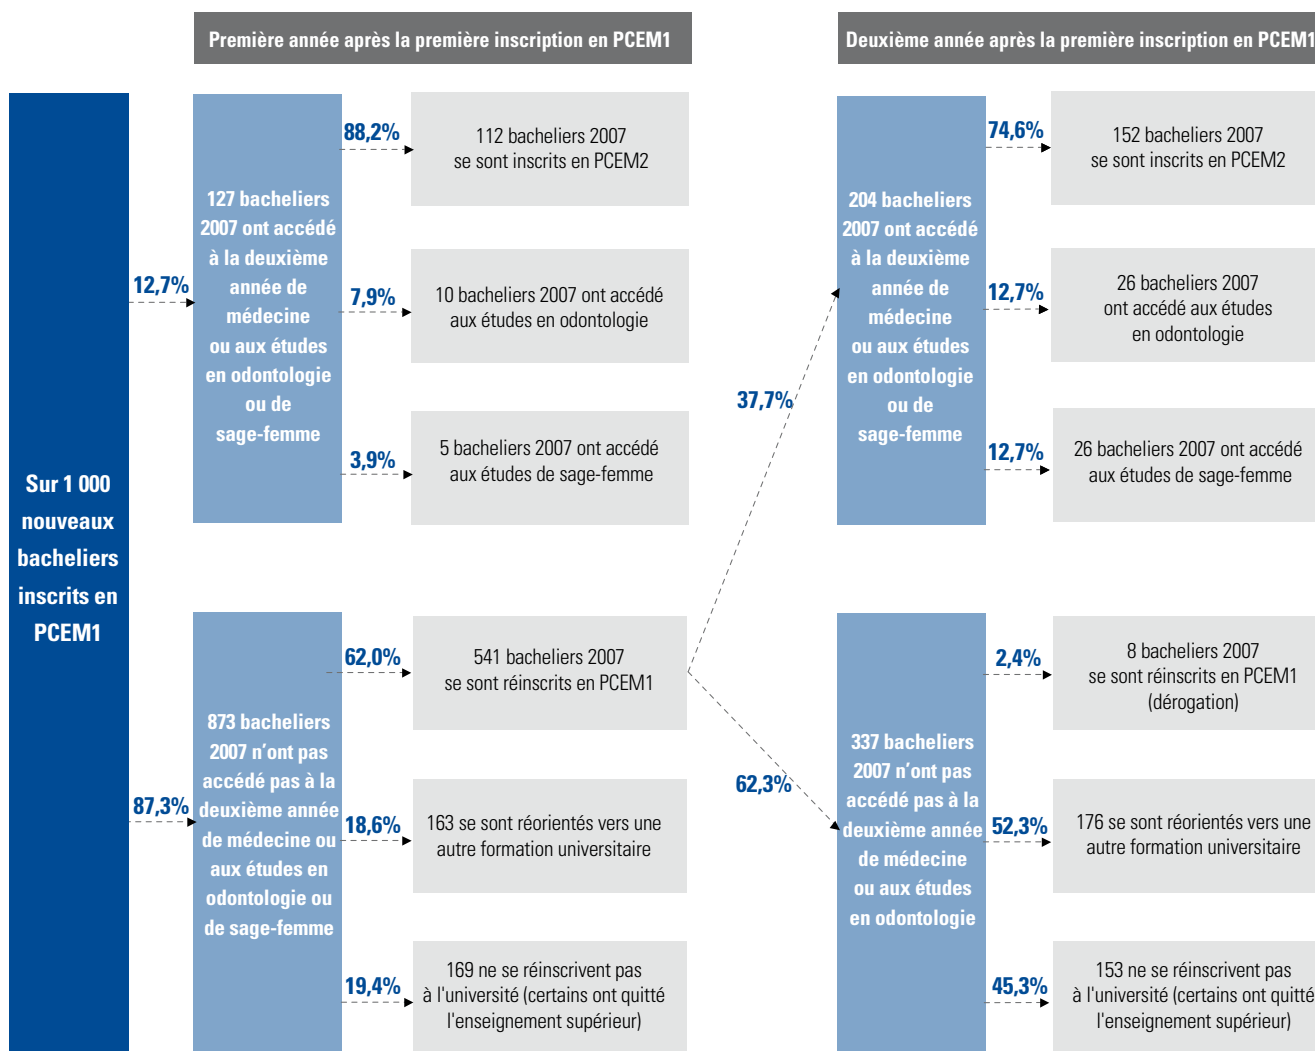 Première année après la première inscription en PCEM1
Deuxième année après la première inscription en PCEM1
Sur 1 000
nouveaux
bacheliers
inscrits en
PCEM1
12,7%
127 bacheliers
2007 ont accédé
à la deuxième
année de
médecine
ou aux études
en odontologie
ou de
sage-femme
88,2%
112 bacheliers 2007
se sont inscrits en PCEM2
7,9%
10 bacheliers 2007 ont accédé
aux études en odontologie
3,9%
5 bacheliers 2007 ont accédé
aux études de sage-femme
87,3%
873 bacheliers
2007 n'ont pas
accédé pas à la
deuxième année
de médecine ou
aux études en
odontologie ou
de sage-femme
62,0%
541 bacheliers 2007
se sont réinscrits en PCEM1
18,6%
163 se sont réorientés vers une
autre formation universitaire
19,4%
169 ne se réinscrivent pas
à l'université (certains ont quitté
l'enseignement supérieur)
37,7%
204 bacheliers
2007 ont accédé
à la deuxième
année de
médecine
ou aux études
en odontologie
ou de
sage-femme
74,6%
152 bacheliers 2007
se sont inscrits en PCEM2
12,7%
26 bacheliers 2007
ont accédé aux études
en odontologie
12,7%
26 bacheliers 2007 ont accédé
aux études de sage-femme
62,3%
337 bacheliers
2007 n'ont pas
accédé pas à la
deuxième année
de médecine
ou aux études
en odontologie
2,4%
8 bacheliers 2007
se sont réinscrits en PCEM1
(dérogation)
52,3%
176 se sont réorientés vers une
autre formation universitaire
45,3%
153 ne se réinscrivent pas
à l'université (certains ont quitté
l'enseignement supérieur)